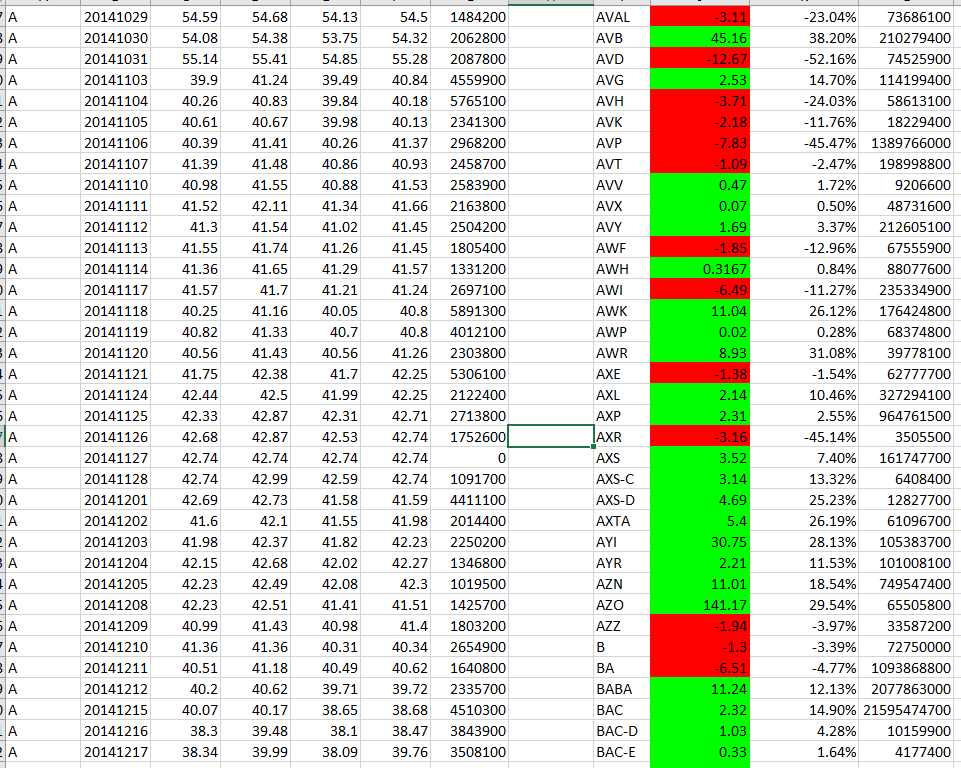 A 20141029 54.59 54.68 54.13 54.5 1484200 AVAL -3.11 -23.04% 73686100
A 20141030 54.08 54.38 53.75 54.32 2062800 AVB 45.16 38.20% 210279400
A 20141031 55.14 55.41 54.85 55.28 2087800 AVD -12.67 -52.16% 74525900
A 20141103 39.9 41.24 39.49 40.84 4559900 AVG 2.53 14.70% 114199400
A 20141104 40.26 40.83 39.84 40.18 5765100 AVH -3.71 -24.03% 58613100
A 20141105 40.61 40.67 39.98 40.13 2341300 AVK -2.18 -11.76% 18229400
A 20141106 40.39 41.41 40.26 41.37 2968200 AVP -7.83 -45.47% 1389766000
A 20141107 41.39 41.48 40.86 40.93 2458700 AVT -1.09 -2.47% 198998800
A 20141110 40.98 41.55 40.88 41.53 2583900 AVV 0.47 1.72% 9206600
A 20141111 41.52 42.11 41.34 41.66 2163800 AVX 0.07 0.50% 48731600
A 20141112 41.3 41.54 41.02 41.45 2504200 AVY 1.69 3.37% 212605100
A 20141113 41.55 41.74 41.26 41.45 1805400 AWF -1.85 -12.96% 67555900
A 20141114 41.36 41.65 41.29 41.57 1331200 AWH 0.3167 0.84% 88077600
A 20141117 41.57 41.7 41.21 41.24 2697100 AWI -6.49 -11.27% 235334900
A 20141118 40.25 41.16 40.05 40.8 5891300 AWK 11.04 26.12% 176424800
A 20141119 40.82 41.33 40.7 40.8 4012100 AWP 0.02 0.28% 68374800
A 20141120 40.56 41.43 40.56 41.26 2303800 AWR 8.93 31.08% 39778100
A 20141121 41.75 42.38 41.7 42.25 5306100 AXE -1.38 -1.54% 62777700
A 20141124 42.44 42.5 41.99 42.25 2122400 AXL 2.14 10.46% 327294100
A 20141125 42.33 42.87 42.31 42.71 2713800 AXP 2.31 2.55% 964761500
A 20141126 42.68 42.87 42.53 42.74 1752600 AXR -3.16 -45.14% 3505500
A 20141127 42.74 42.74 42.74 42.74 0 AXS 3.52 7.40% 161747700
A 20141128 42.74 42.99 42.59 42.74 1091700 AXS-C 3.14 13.32% 6408400
A 20141201 42.69 42.73 41.58 41.59 4411100 AXS-D 4.69 25.23% 12827700
A 20141202 41.6 42.1 41.55 41.98 2014400 AXTA 5.4 26.19% 61096700
A 20141203 41.98 42.37 41.82 42.23 2250200 AYI 30.75 28.13% 105383700
A 20141204 42.15 42.68 42.02 42.27 1346800 AYR 2.21 11.53% 101008100
A 20141205 42.23 42.49 42.08 42.3 1019500 AZN 11.01 18.54% 749547400
A 20141208 42.23 42.51 41.41 41.51 1425700 AZO 141.17 29.54% 65505800
A 20141209 40.99 41.43 40.98 41.4 1803200 AZZ -1.94 -3.97% 33587200
A 20141210 41.36 41.36 40.31 40.34 2654900 B -1.3 -3.39% 72750000
A 20141211 40.51 41.18 40.49 40.62 1640800 BA -6.51 -4.77% 1093868800
A 20141212 40.2 40.62 39.71 39.72 2335700 BABA 11.24 12.13% 2077863000
A 20141215 40.07 40.17 38.65 38.68 4510300 BAC 2.32 14.90% 21595474700
A 20141216 38.3 39.48 38.1 38.47 3843900 BAC-D 1.03 4.28% 10159900
A 20141217 38.34 39.99 38.09 39.76 3508100 BAC-E 0.33 1.64% 4177400